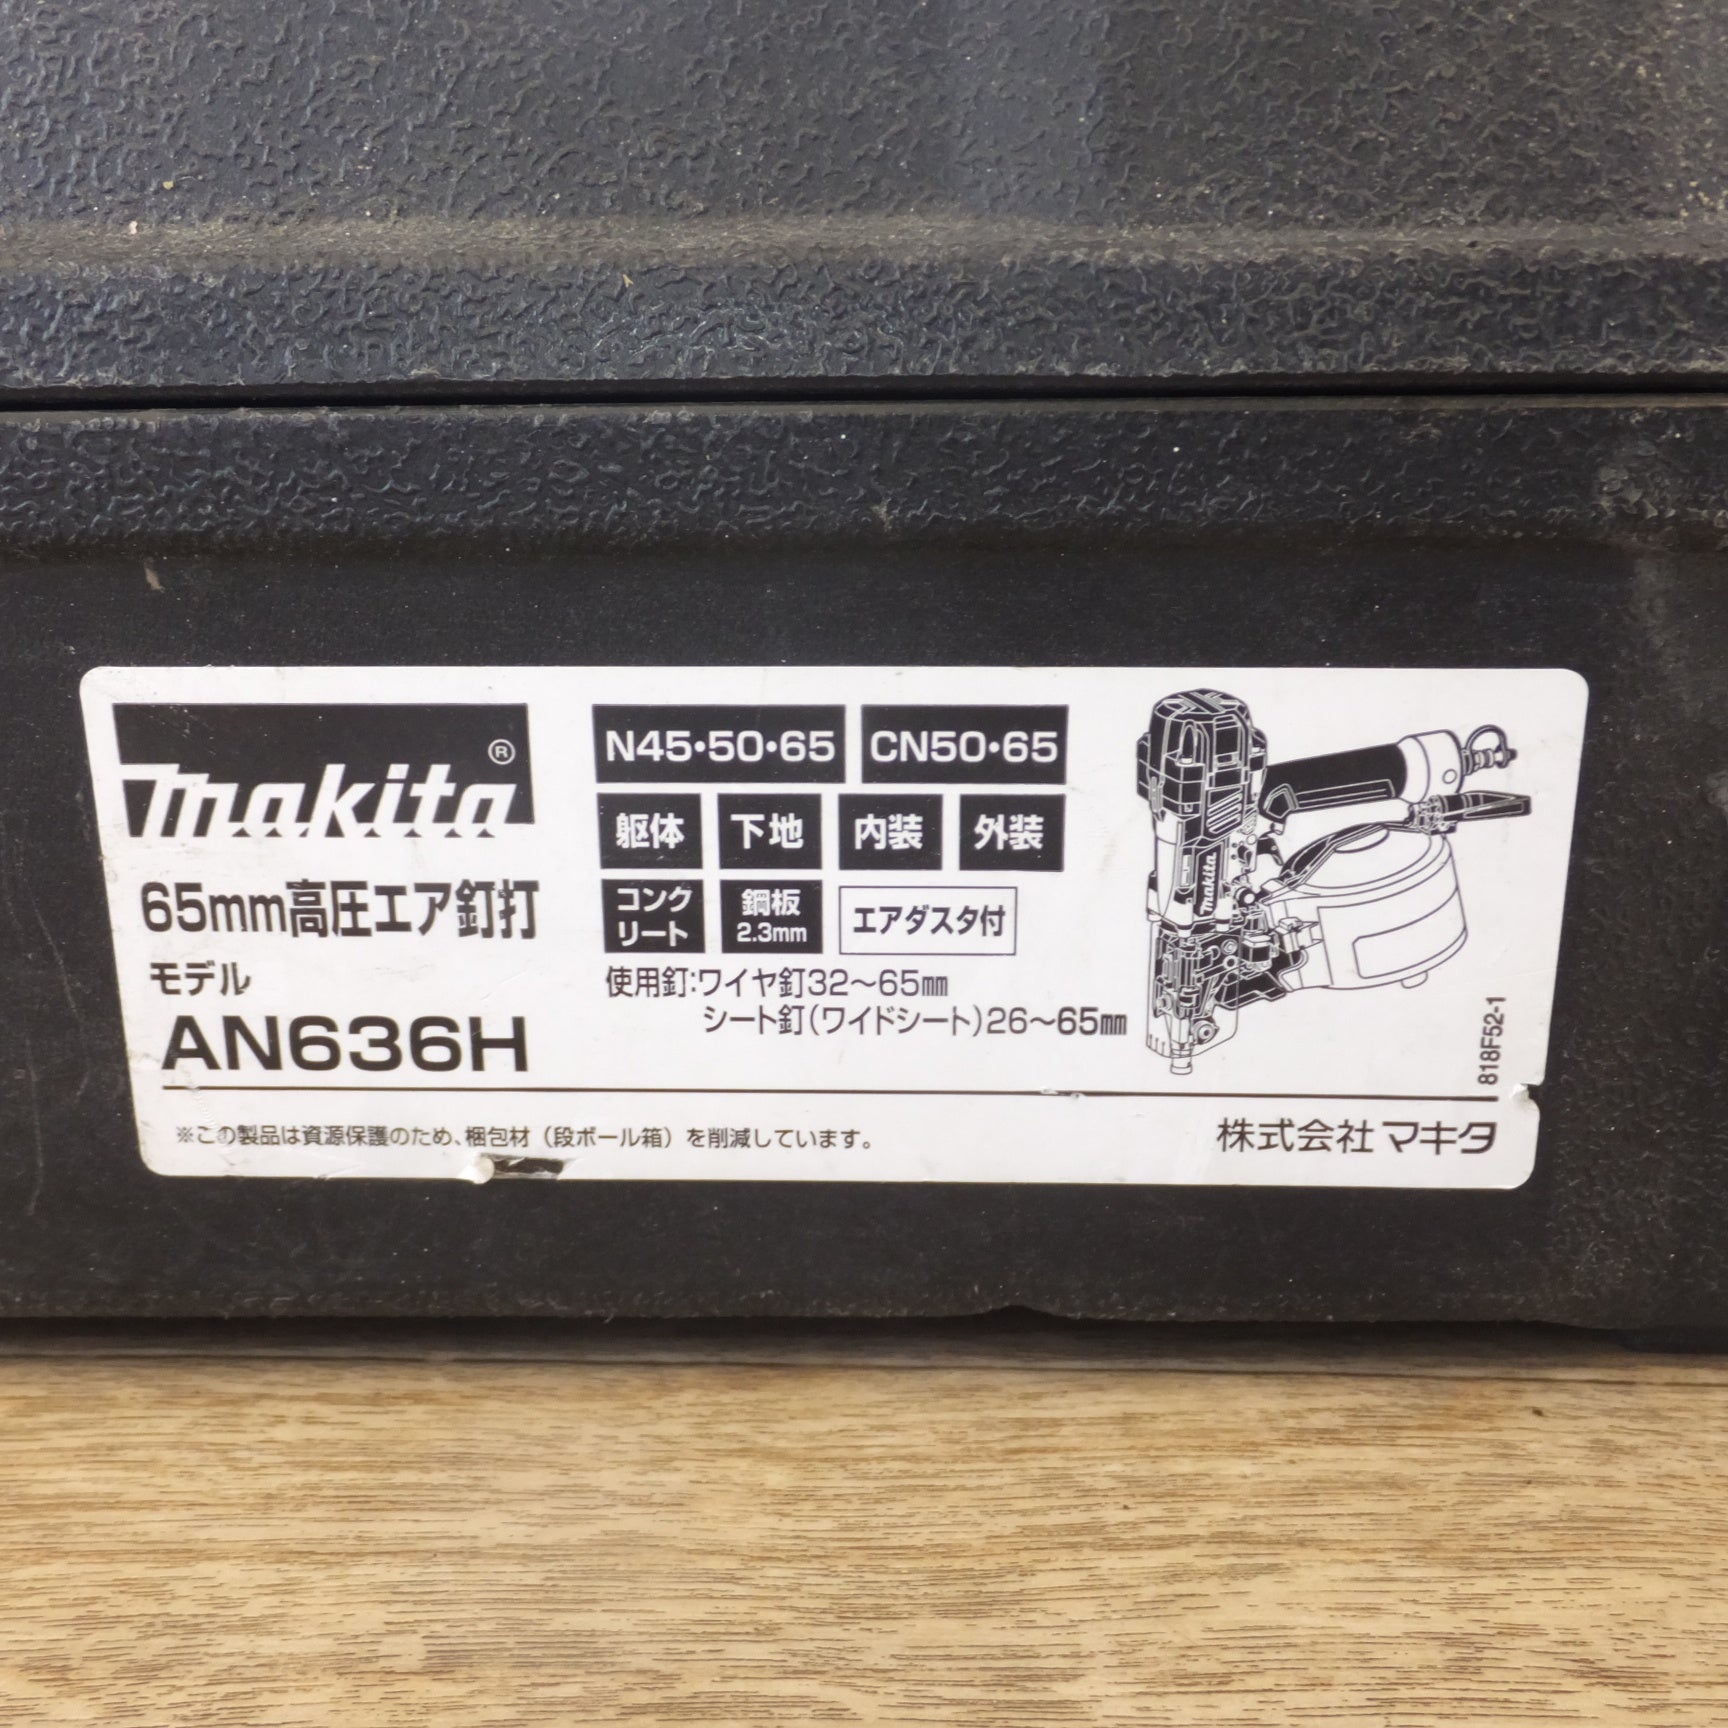 makita®
65mm高圧エア釘打
モデル
AN636H
N45・50・65 CN50・65
躯体 下地 内装 外装
コンクリート 鋼板2.3mm エアダスタ付
使用釘:ワイヤ釘32～65mm
シート釘(ワイドシート)26～65mm
makita
818F52-1
※この製品は資源保護のため、梱包材（段ボール箱）を削減しています。
株式会社マキタ